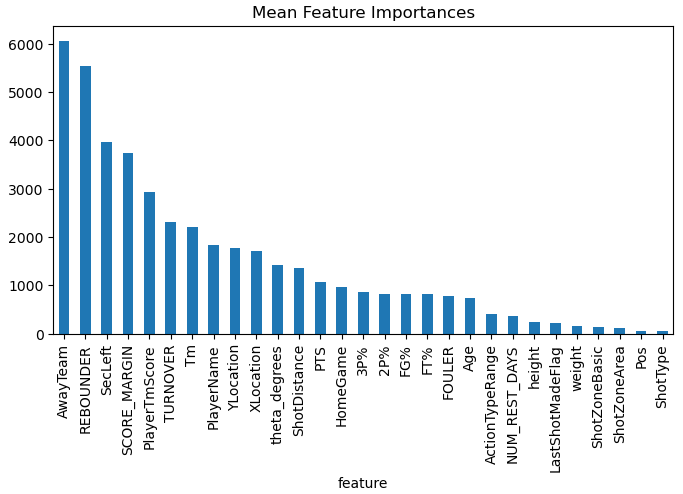 Mean Feature Importances
6000
5000
4000
3000
2000
1000
0
AwayTeam
REBOUNDER
SecLeft
SCORE_MARGIN
PlayerTmScore
TURNOVER
Tm
PlayerName
YLocation
XLocation
theta_degrees
ShotDistance
PTS
HomeGame
3P%
2P%
FG%
FT%
FOULER
Age
ActionTypeRange
NUM_REST_DAYS
height
LastShotMadeFlag
weight
ShotZoneBasic
ShotZoneArea
Pos
ShotType
feature